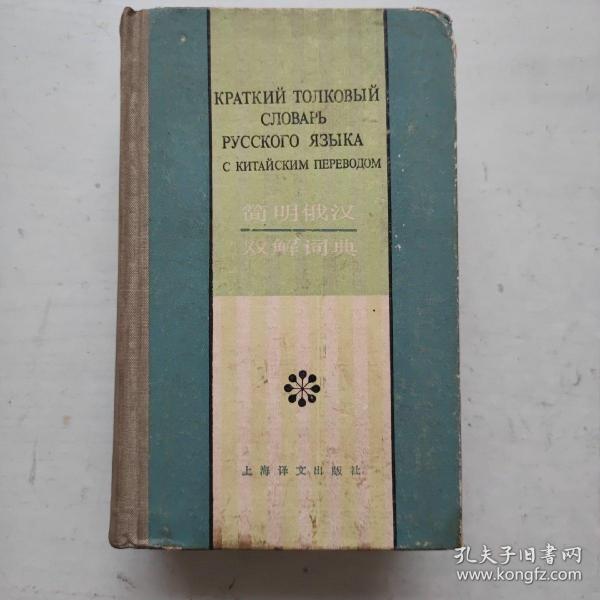 КРАТКИЙ ТОЛКОВЫЙ
СЛОВАРЬ
РУССКОГО ЯЗЫКА
С КИТАЙСКИМ ПЕРЕВОДОМ
简明俄汉
双解词典
上海译文出版社
孔夫子旧书网
www.kongfz.com